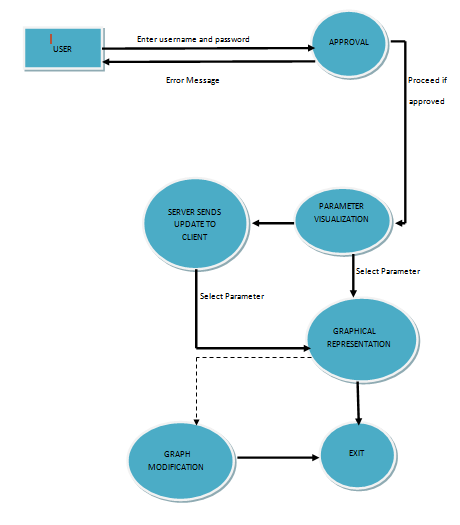 USER
Enter username and password
APPROVAL
Error Message
Proceed if
approved
SERVER SENDS
UPDATE TO
CLIENT
PARAMETER
VISUALIZATION
Select Parameter
Select Parameter
GRAPHICAL
REPRESENTATION
GRAPH
MODIFICATION
EXIT